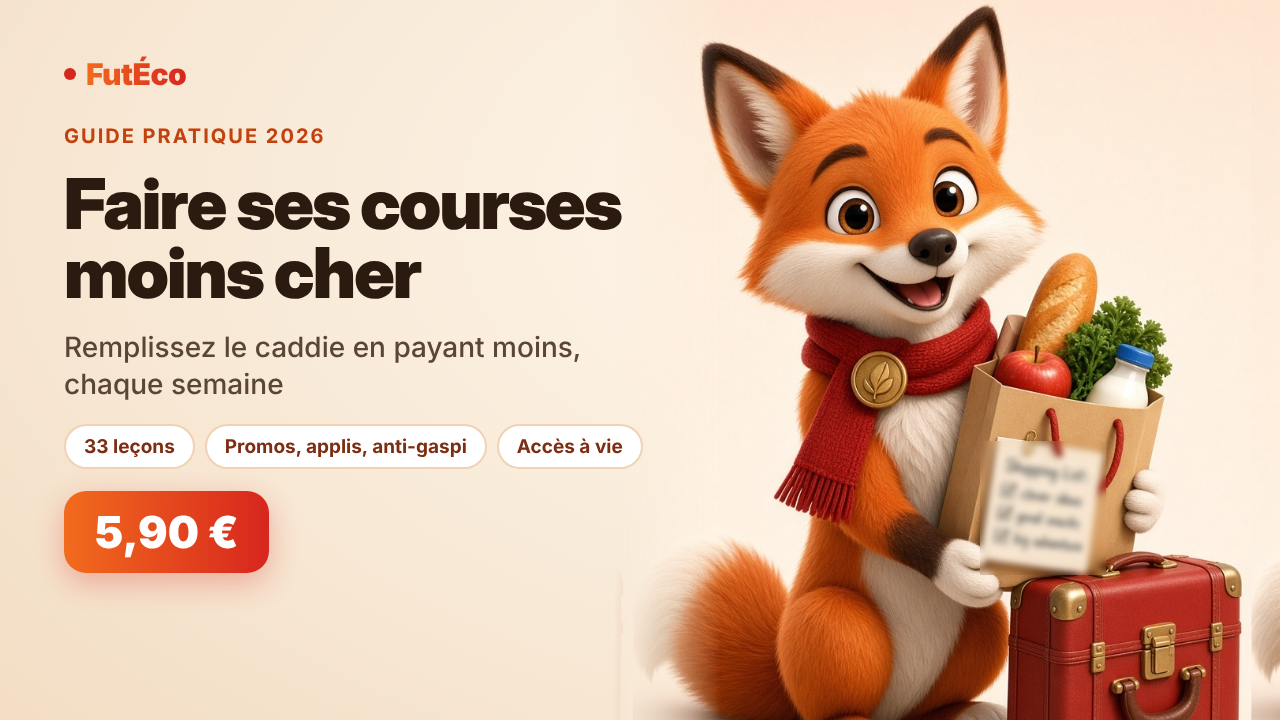 FutÉco
GUIDE PRATIQUE 2026
Faire ses courses
moins cher
Remplissez le caddie en payant moins,
chaque semaine
33 leçons
Promos, applis, anti-gaspi
Accès à vie
5,90 €